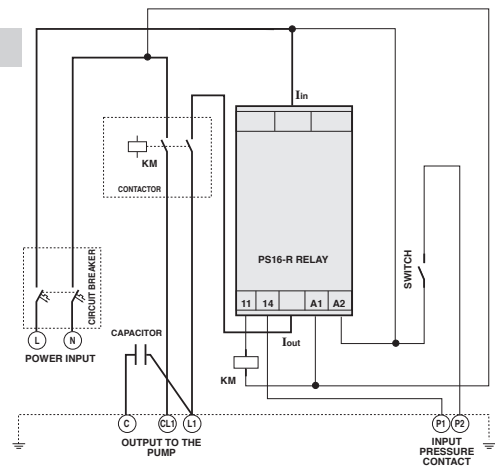 Iin
KM
CONTACTOR
PS16-R RELAY
SWITCH
CIRCUIT BREAKER
11 14 A1 A2
L N
CAPACITOR
Iout
POWER INPUT
KM
C CL1 L1 P1 P2
OUTPUT TO THE
PUMP
INPUT
PRESSURE
CONTACT